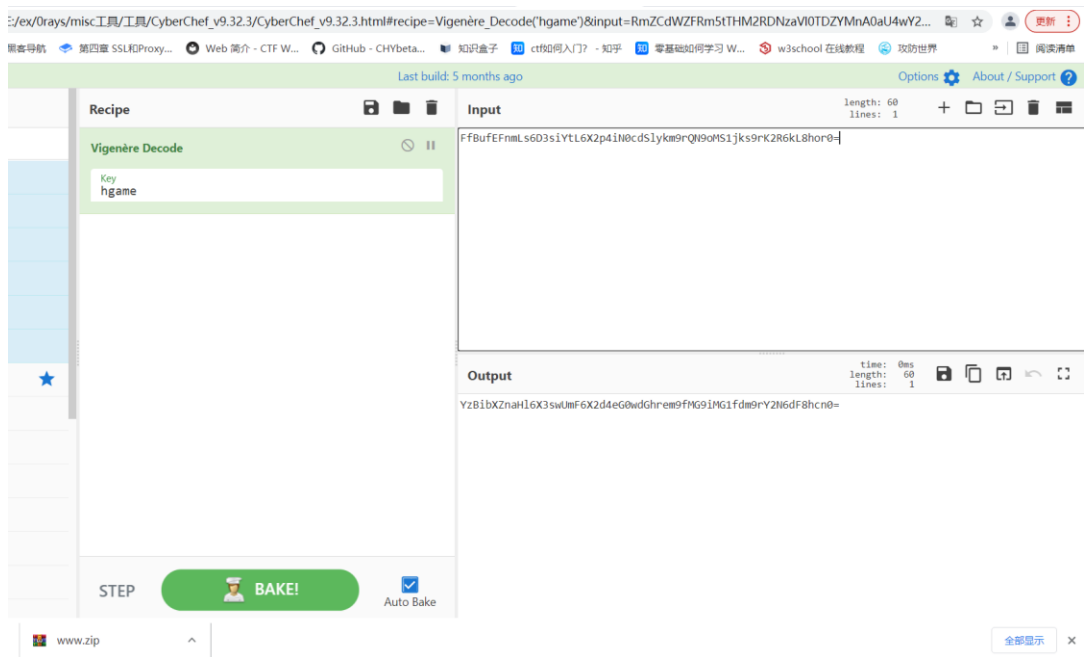 E:/ex/0rays/misc工具/工具/CyberChef_v9.32.3/CyberChef_v9.32.3.html#recipe=Vigenère_Decode('hgame')&input=RmZCdWZFRm5tTHM2RDNzaVl0TDZYMnA0aU4wY2... 更新
黑客导航 第四章 SSL和Proxy... Web 简介 - CTF W... GitHub - CHYbeta... 知识盒子 ctf如何入门? - 知乎 零基础如何学习 W... w3school 在线教程 攻防世界 » 阅读清单
Last build: 5 months ago Options About / Support
Recipe
Input
length: 60
lines: 1
Vigenère Decode
Key
hgame
FfBufEFnmLs6D3siYtL6X2p4iN0cdSlykm9rQN9oMS1jks9rK2R6kL8hor0=
Output
time: 0ms
length: 60
lines: 1
YzBibXZnaHl6X3swUmF6X2d4eG0wdGhrem9fMG9iMG1fdm9rY2N6dF8hcn0=
STEP
BAKE!
Auto Bake
www.zip
全部显示